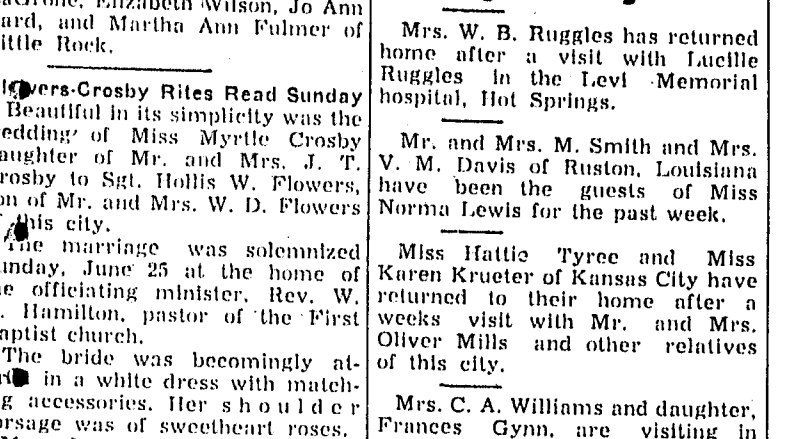 Elizabeth Wilson, Jo Ann
ard, and Martha Ann Fulmer of
ittle Rock.
wers-Crosby Rites Read Sunday
Beautiful in its simplicity was the
edding of Miss Myrtle Crosby
aughter of Mr. and Mrs. J. T.
rosby to Sgt. Hollis W. Flowers,
on of Mr. and Mrs. W. D. Flowers
this city.
The marriage was solemnized
unday, June 25 at the home of
e officiating minister, Rev. W.
. Hamilton, pastor of the First
aptist church.
The bride was becomingly at-
in a white dress with match-
g accessories. Her shoulder
orsage was of sweetheart roses.
Mrs. W. B. Ruggles has returned
home after a visit with Lucille
Ruggles in the Levi Memorial
hospital, Hot Springs.
Mr. and Mrs. M. Smith and Mrs.
V. M. Davis of Ruston, Louisiana
have been the guests of Miss
Norma Lewis for the past week.
Miss Hattie Tyree and Miss
Karen Krueter of Kansas City have
returned to their home after a
weeks visit with Mr. and Mrs.
Oliver Mills and other relatives
of this city.
Mrs. C. A. Williams and daughter,
Frances Gynn, are visiting in